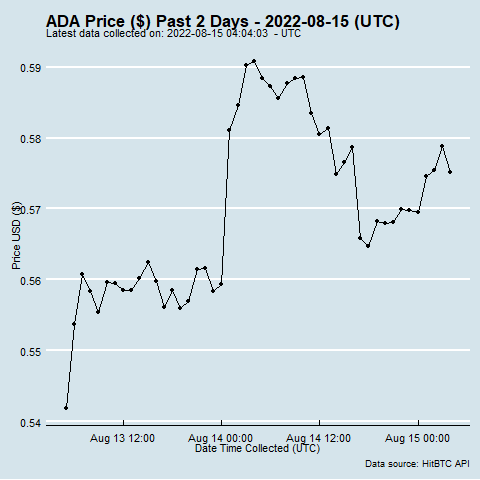 ADA Price ($) Past 2 Days - 2022-08-15 (UTC)
Latest data collected on: 2022-08-15 04:04:03 - UTC
0.59
0.58
0.57
0.56
0.55
0.54
Price USD ($)
Aug 13 12:00 Aug 14 00:00 Aug 14 12:00 Aug 15 00:00
Date Time Collected (UTC)
Data source: HitBTC API